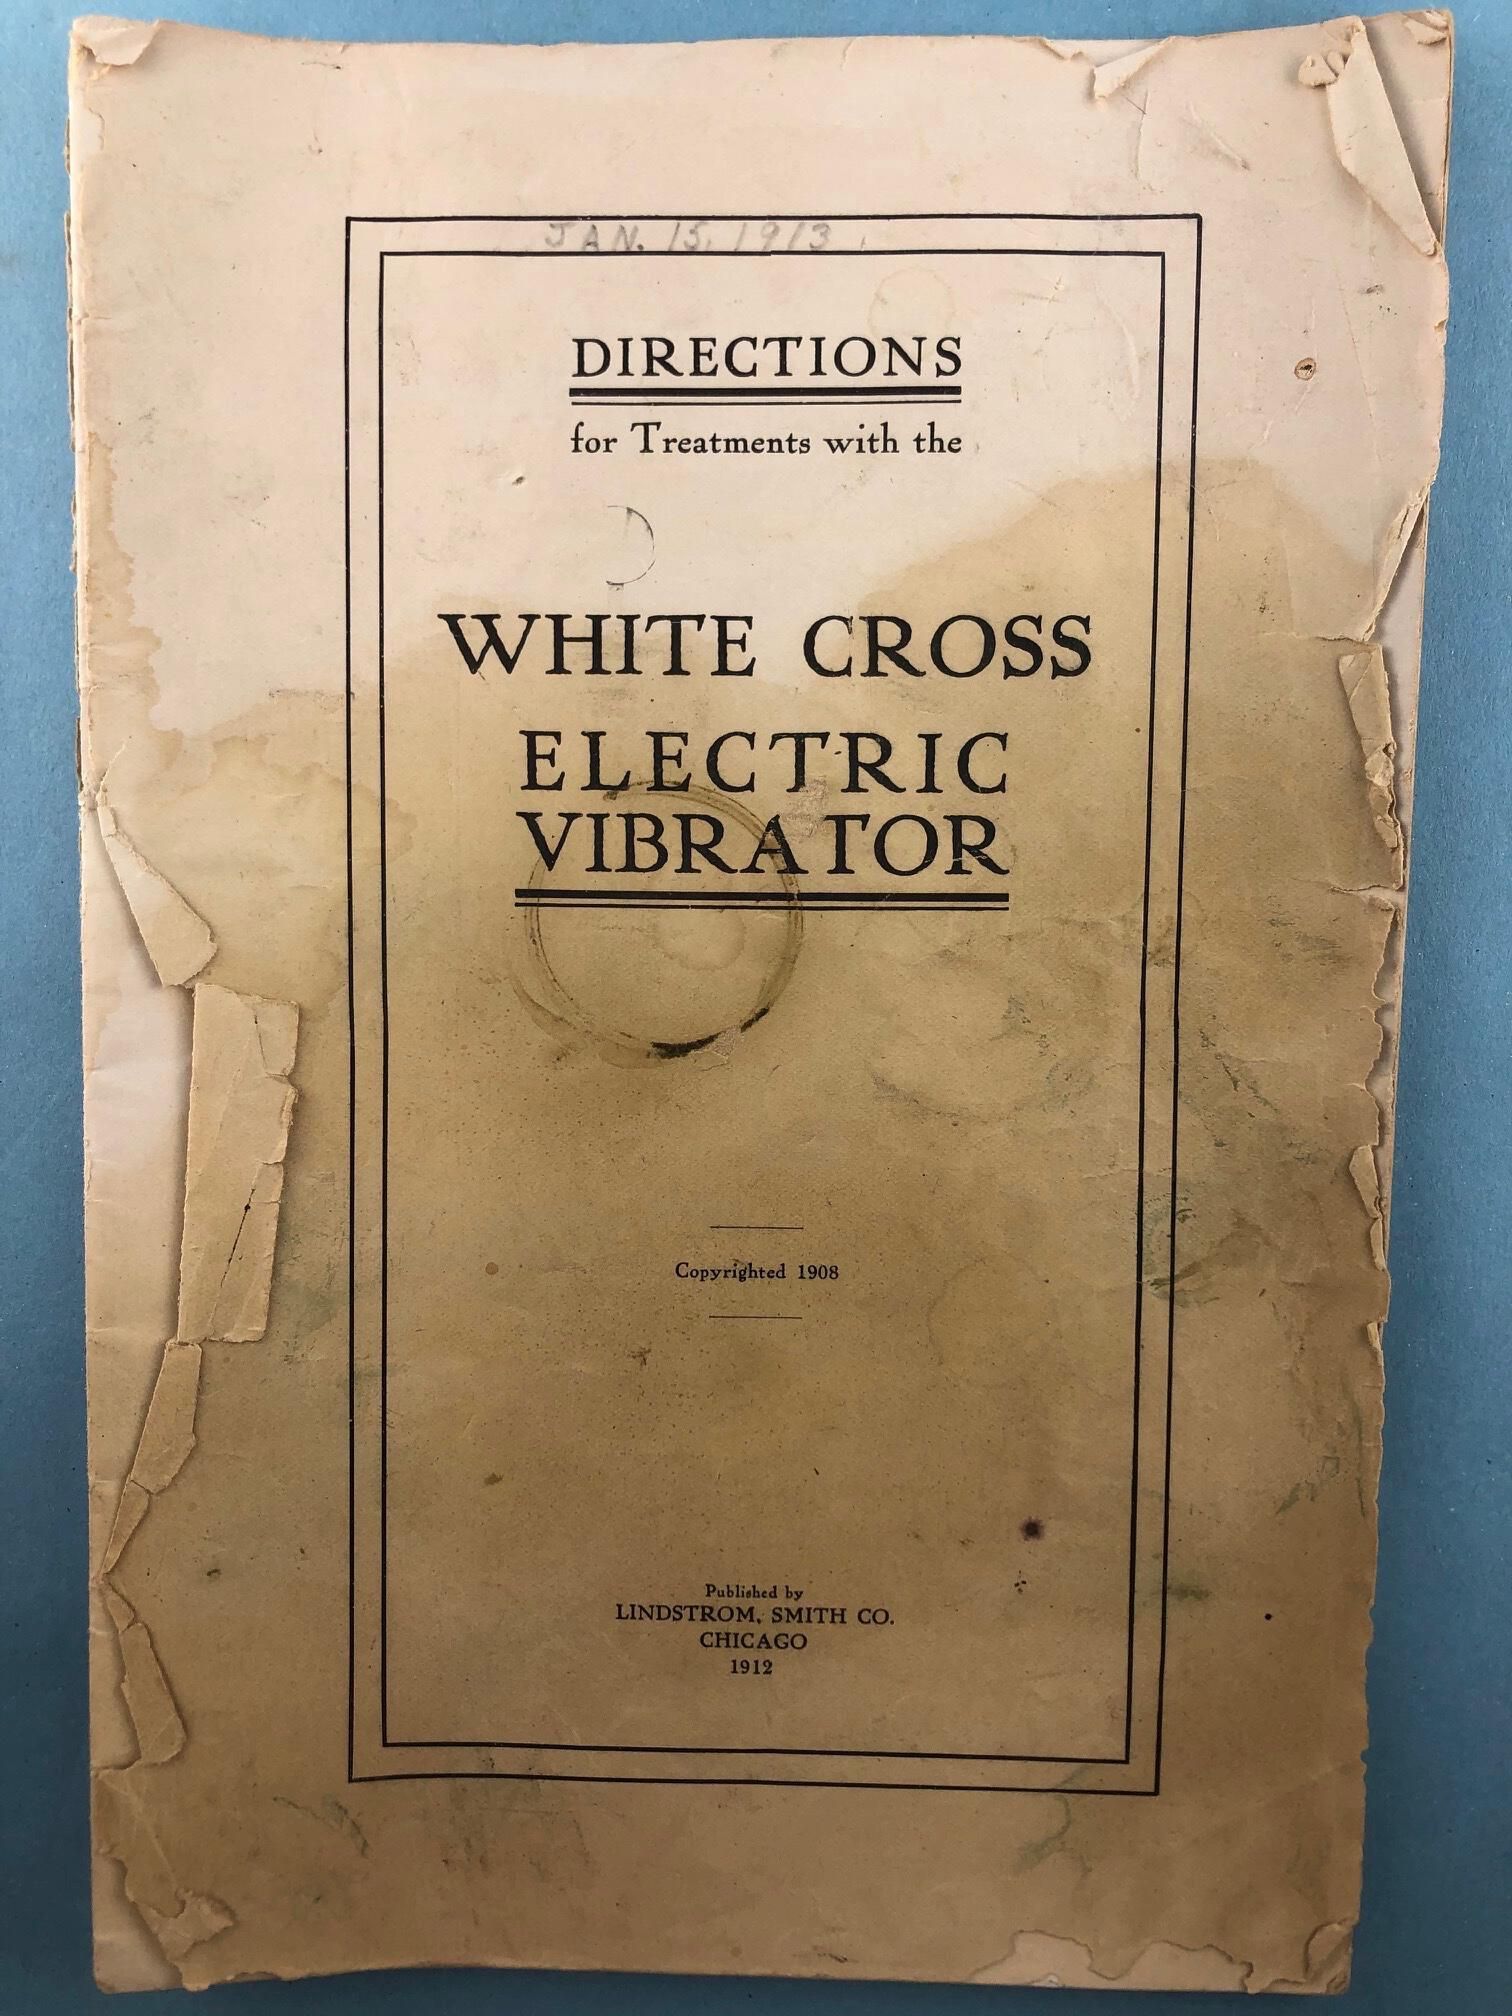 JAN. 15, 1913.
DIRECTIONS
for Treatments with the
WHITE CROSS
ELECTRIC
VIBRATOR
Copyrighted 1908
Published by
LINDSTROM, SMITH CO.
CHICAGO
1912